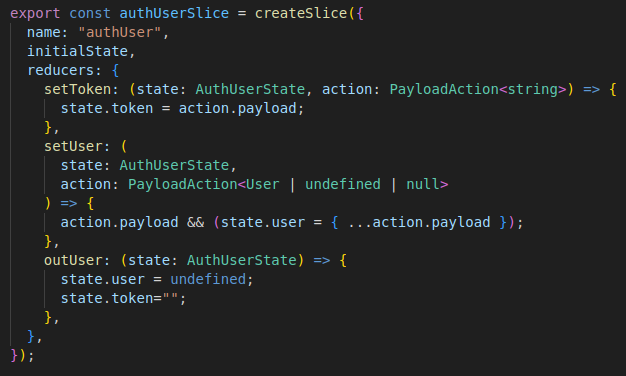 export const authUserSlice = createSlice({
  name: "authUser",
  initialState,
  reducers: {
    setToken: (state: AuthUserState, action: PayloadAction<string>) => {
      state.token = action.payload;
    },
    setUser: (
      state: AuthUserState,
      action: PayloadAction<User | undefined | null>
    ) => {
      action.payload && (state.user = { ...action.payload });
    },
    outUser: (state: AuthUserState) => {
      state.user = undefined;
      state.token="";
    },
  },
});